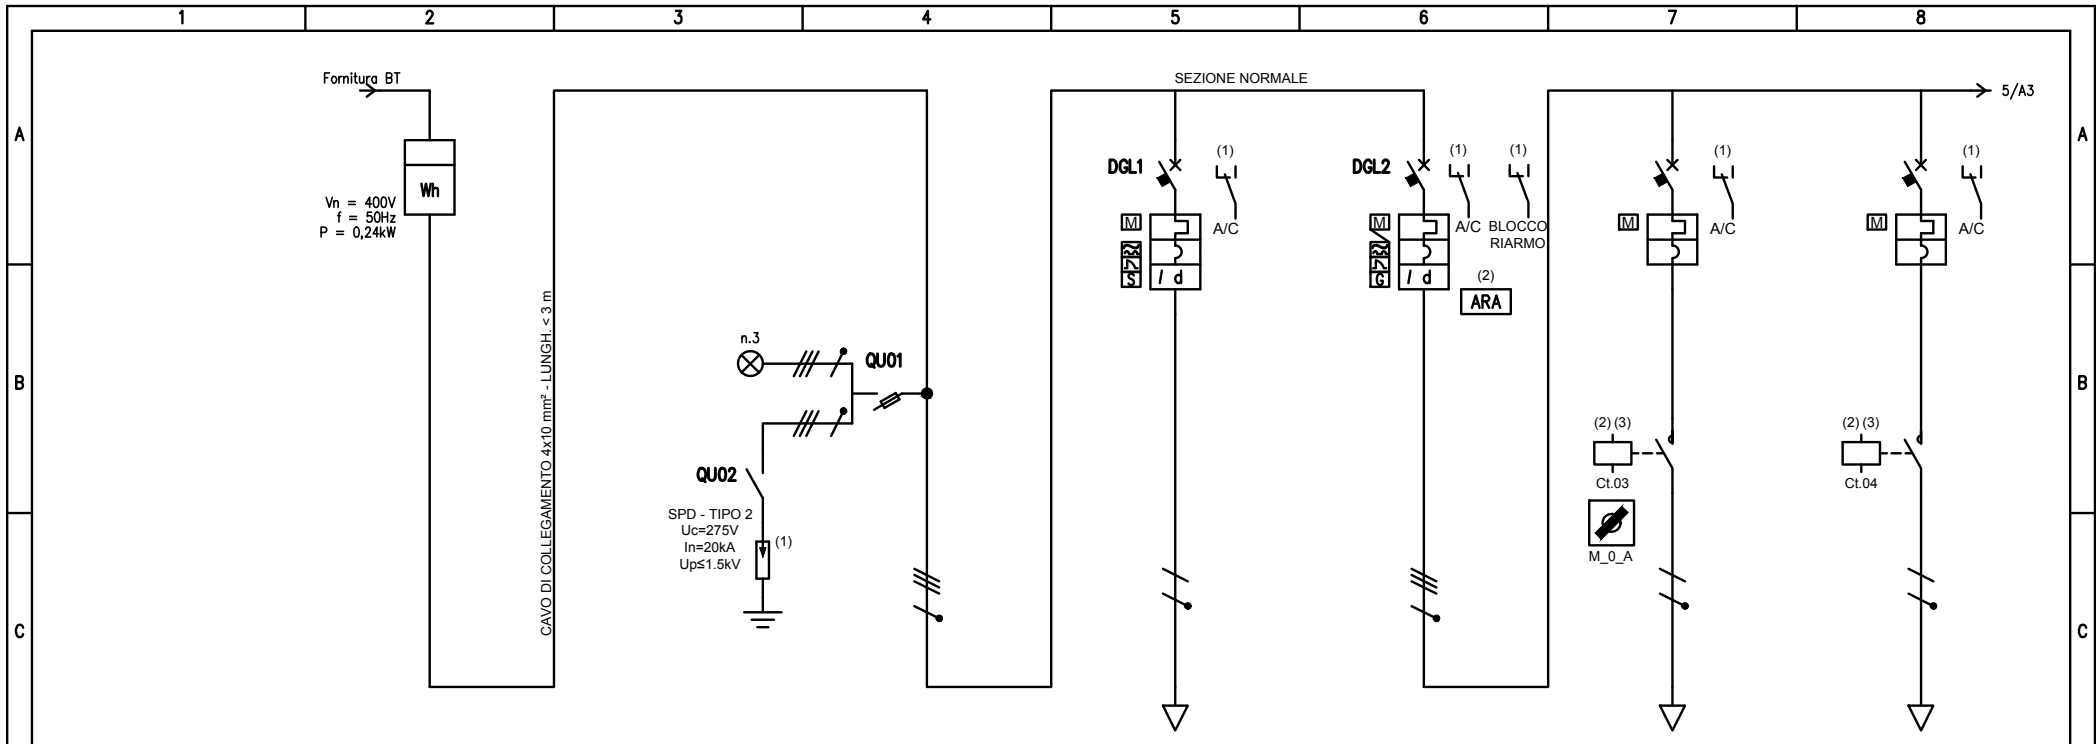 1 2 3 4 5 6 7 8
Fornitura BT
SEZIONE NORMALE
5/A3
A
A
Wh
Vn = 400V
f = 50Hz
P = 0,24kW
DGL1
(1)
A/C
M
S
I d
DGL2
(1)
(1)
A/C
BLOCCO
RIARMO
M
G
I d
(2)
ARA
(1)
M
A/C
(1)
M
A/C
CAVO DI COLLEGAMENTO 4x10 mm² - LUNGH. < 3 m
B
B
n.3
QU01
QU02
SPD - TIPO 2
Uc=275V
In=20kA
Up≤1.5kV
(1)
(2) (3)
Ct.03
M_0_A
(2) (3)
Ct.04
C
C